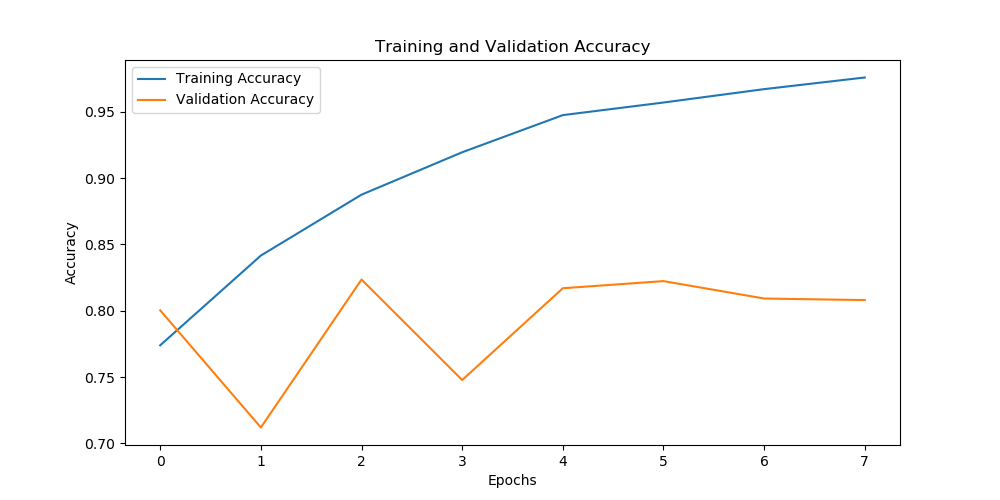 Training and Validation Accuracy
Training Accuracy
Validation Accuracy
Accuracy
0.95
0.90
0.85
0.80
0.75
0.70
0 1 2 3 4 5 6 7
Epochs